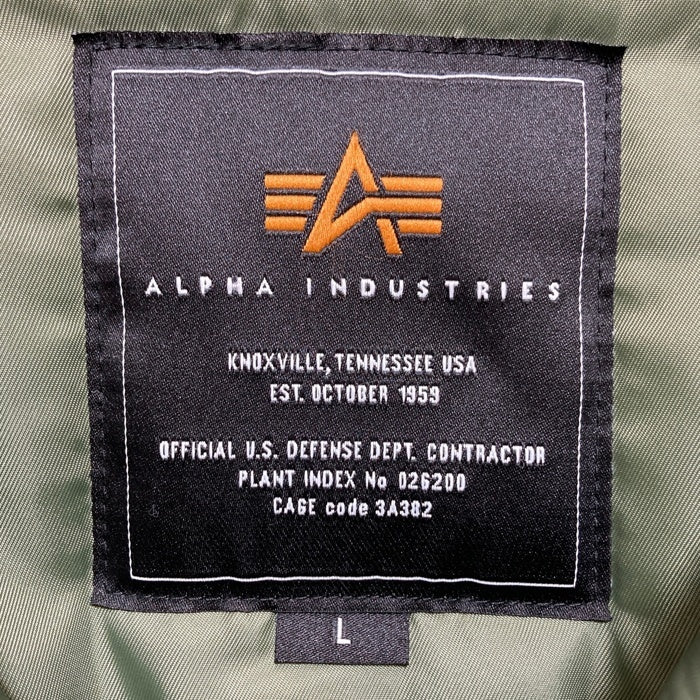 ALPHA INDUSTRIES
KNOXVILLE, TENNESSEE USA
EST. OCTOBER 1959
OFFICIAL U.S. DEFENSE DEPT. CONTRACTOR
PLANT INDEX No 026200
CAGE code 3A382
L